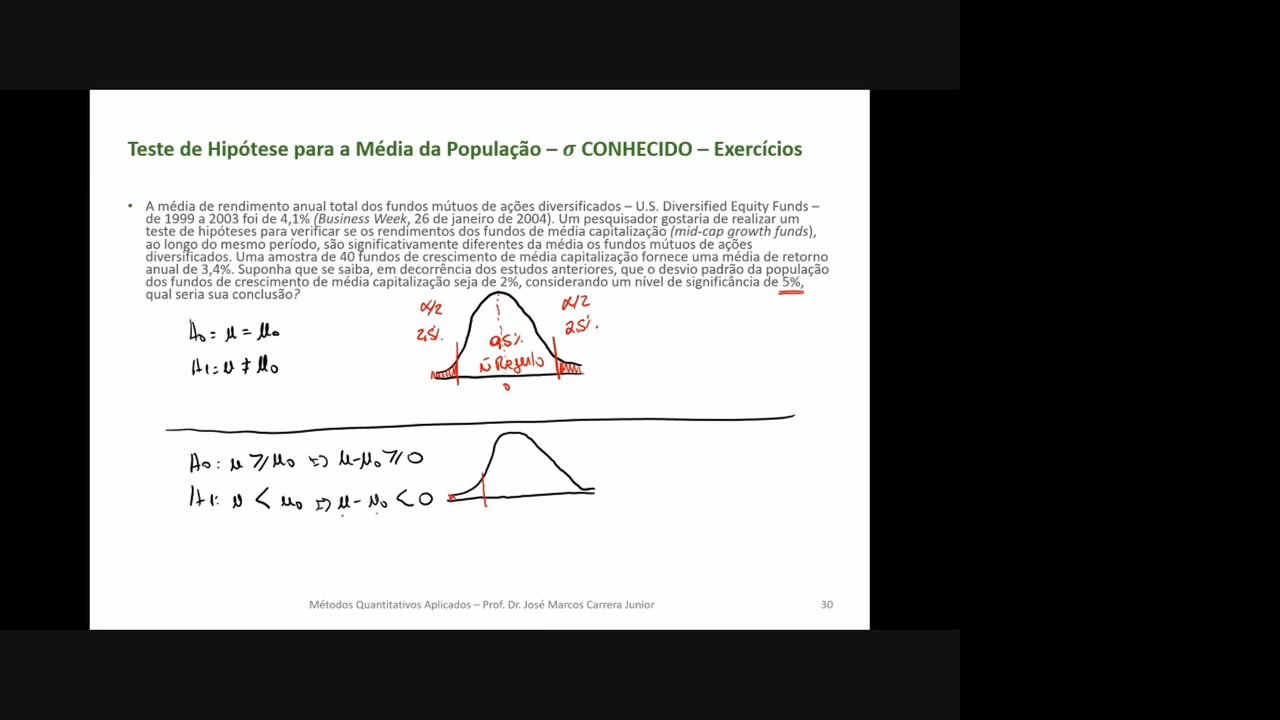 Teste de Hipótese para a Média da População – σ CONHECIDO – Exercícios
• A média de rendimento anual total dos fundos mútuos de ações diversificados – U.S. Diversified Equity Funds –
de 1999 a 2003 foi de 4,1% (Business Week, 26 de janeiro de 2004). Um pesquisador gostaria de realizar um
teste de hipóteses para verificar se os rendimentos dos fundos de média capitalização (mid-cap growth funds),
ao longo do mesmo período, são significativamente diferentes da média os fundos mútuos de ações
diversificados. Uma amostra de 40 fundos de crescimento de média capitalização fornece uma média de retorno
anual de 3,4%. Suponha que se saiba, em decorrência dos estudos anteriores, que o desvio padrão da população
dos fundos de crescimento de média capitalização seja de 2%, considerando um nível de significância de 5%,
qual seria sua conclusão?
α/2 α/2
2,5%. 2,5%.
H0: μ = μ0
95%
H1: μ ≠ μ0
Ñ Rejeito
0
H0: μ ≥ μ0 ⇒ μ-μ0 ≥ 0
H1: μ < μ0 ⇒ μ-μ0 < 0
Métodos Quantitativos Aplicados – Prof. Dr. José Marcos Carrera Junior
30